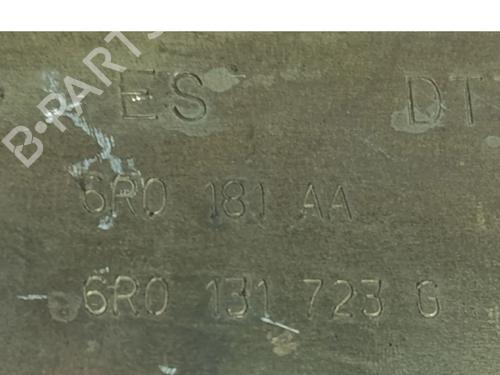 B-PARTS
ES DT
6R0 181 AA
6R0 131 723 G